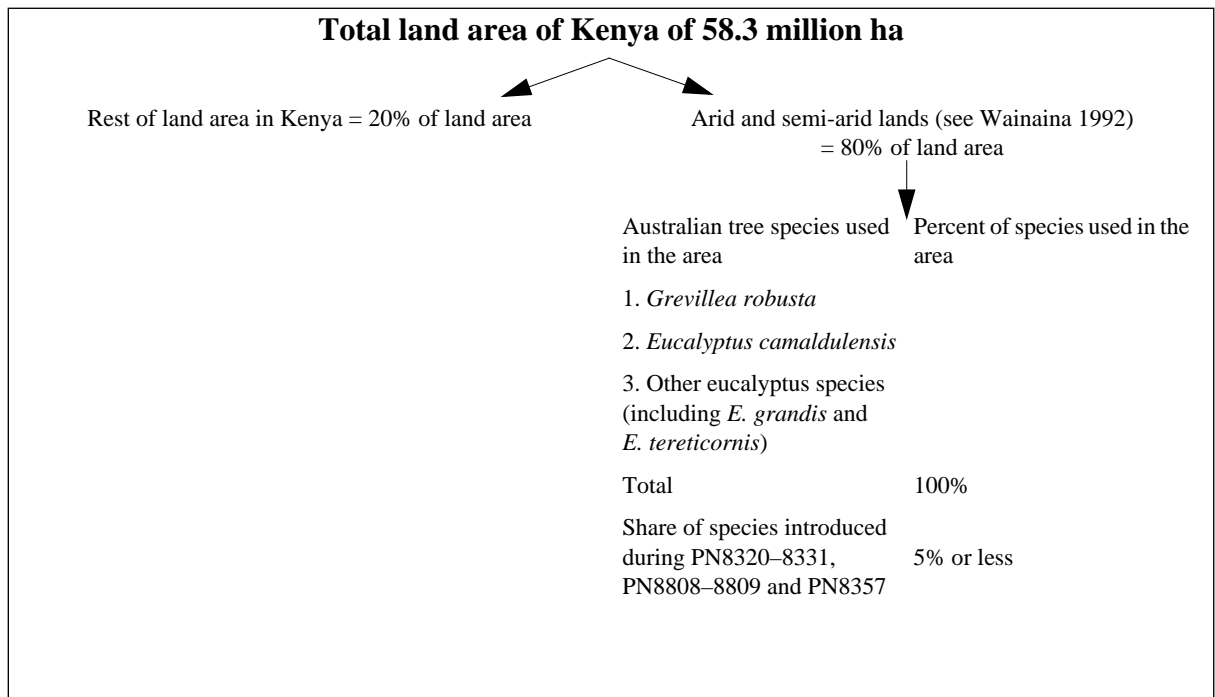 Total land area of Kenya of 58.3 million ha
Rest of land area in Kenya = 20% of land area
Arid and semi-arid lands (see Wainaina 1992)
= 80% of land area
Australian tree species used
in the area
Percent of species used in the
area
1. Grevillea robusta
2. Eucalyptus camaldulensis
3. Other eucalyptus species
(including E. grandis and
E. tereticornis)
Total
100%
Share of species introduced
during PN8320–8331,
PN8808–8809 and PN8357
5% or less